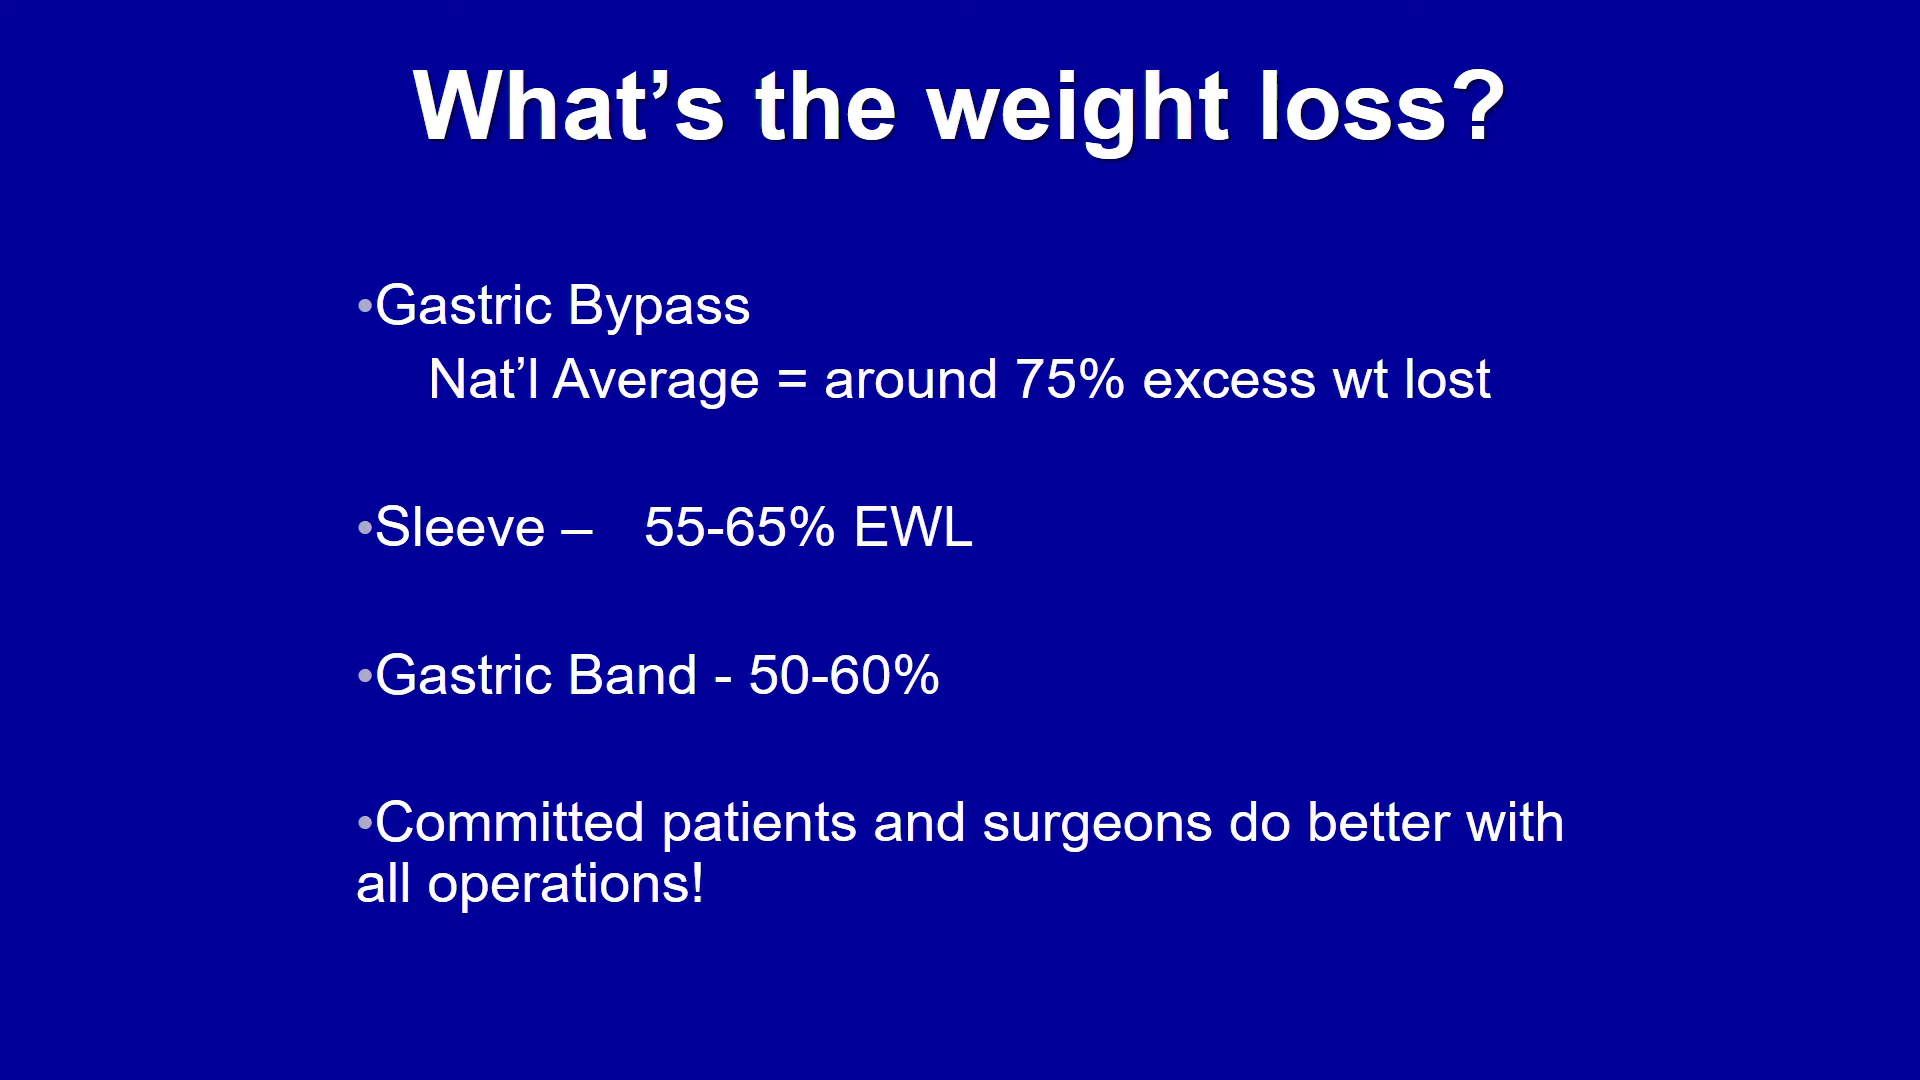 What’s the weight loss?
•Gastric Bypass
Nat’l Average = around 75% excess wt lost
•Sleeve – 55-65% EWL
•Gastric Band - 50-60%
•Committed patients and surgeons do better with
all operations!